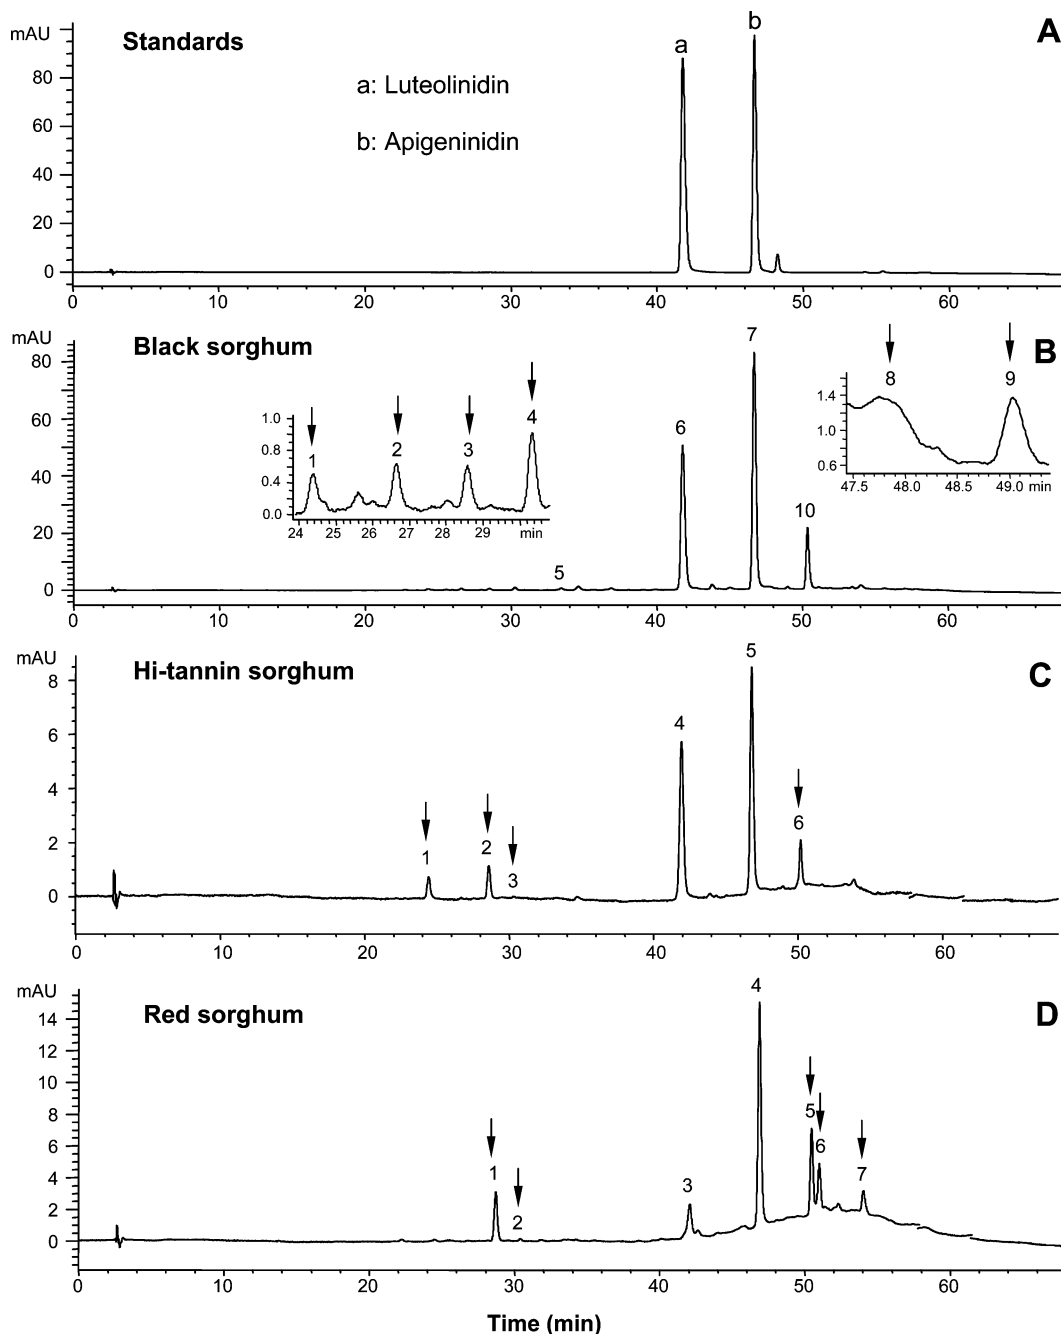 mAU
Standards
A
a
b
a: Luteolinidin
b: Apigeninidin
80
60
40
20
0
0 10 20 30 40 50 60
mAU
Black sorghum
B
7
6
10
5
80
60
40
20
0
1.0
0.8
0.4
0.0
1 2 3 4
24 25 26 27 28 29 min
8 9
1.4
1.0
0.6
47.5 48.0 48.5 49.0 min
0 10 20 30 40 50 60
mAU
Hi-tannin sorghum
C
5
4
6
1 2 3
8
6
4
2
0
0 10 20 30 40 50 60
mAU
Red sorghum
D
4
5
6
7
1 2 3
14
12
10
8
6
4
2
0
0 10 20 30 40 50 60
Time (min)